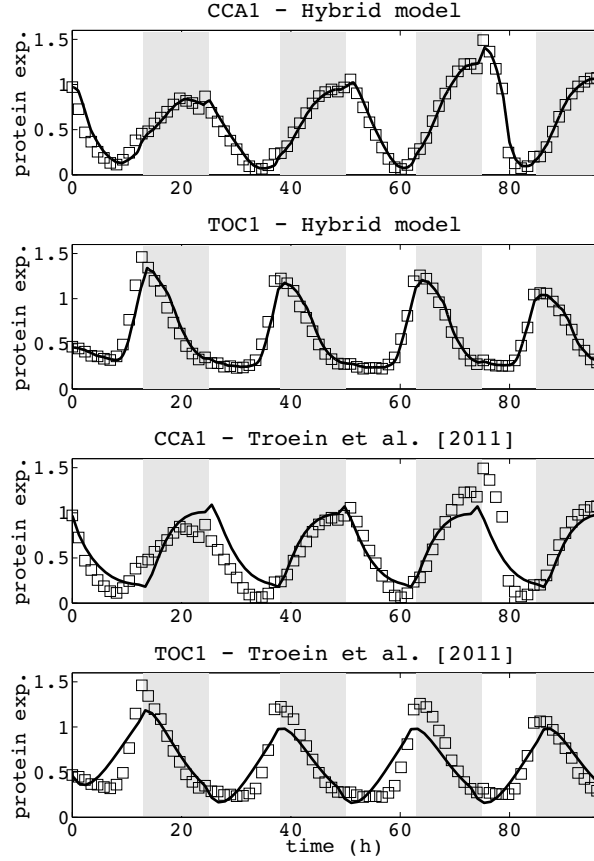 CCA1 - Hybrid model
protein exp.
1.5
1
0.5
0
0 20 40 60 80
TOC1 - Hybrid model
protein exp.
1.5
1
0.5
0
0 20 40 60 80
CCA1 - Troein et al. [2011]
protein exp.
1.5
1
0.5
0
0 20 40 60 80
TOC1 - Troein et al. [2011]
protein exp.
1.5
1
0.5
0
0 20 40 60 80
time (h)